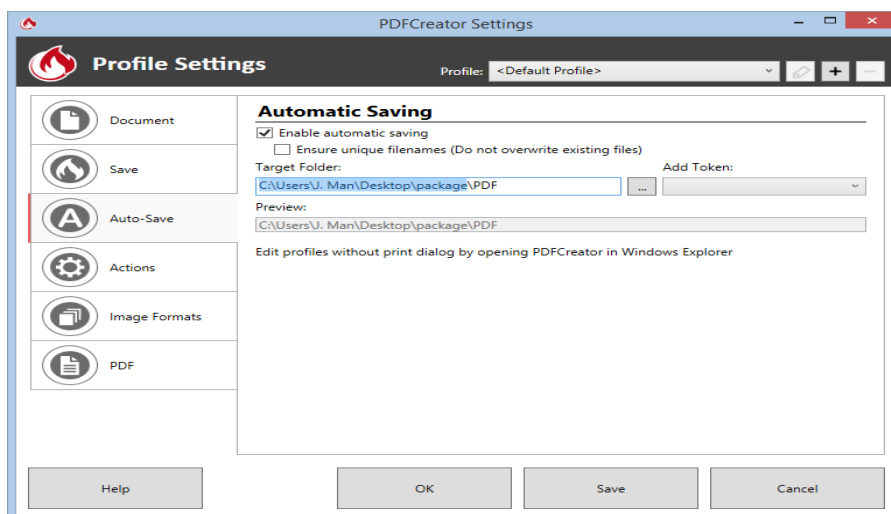 PDFCreator Settings
Profile Settings
Profile: <Default Profile>
Document
Save
Auto-Save
Actions
Image Formats
PDF
Automatic Saving
Enable automatic saving
Ensure unique filenames (Do not overwrite existing files)
Target Folder: Add Token:
C:\Users\J. Man\Desktop\package\PDF ...
Preview:
C:\Users\J. Man\Desktop\package\PDF
Edit profiles without print dialog by opening PDFCreator in Windows Explorer
Help OK Save Cancel